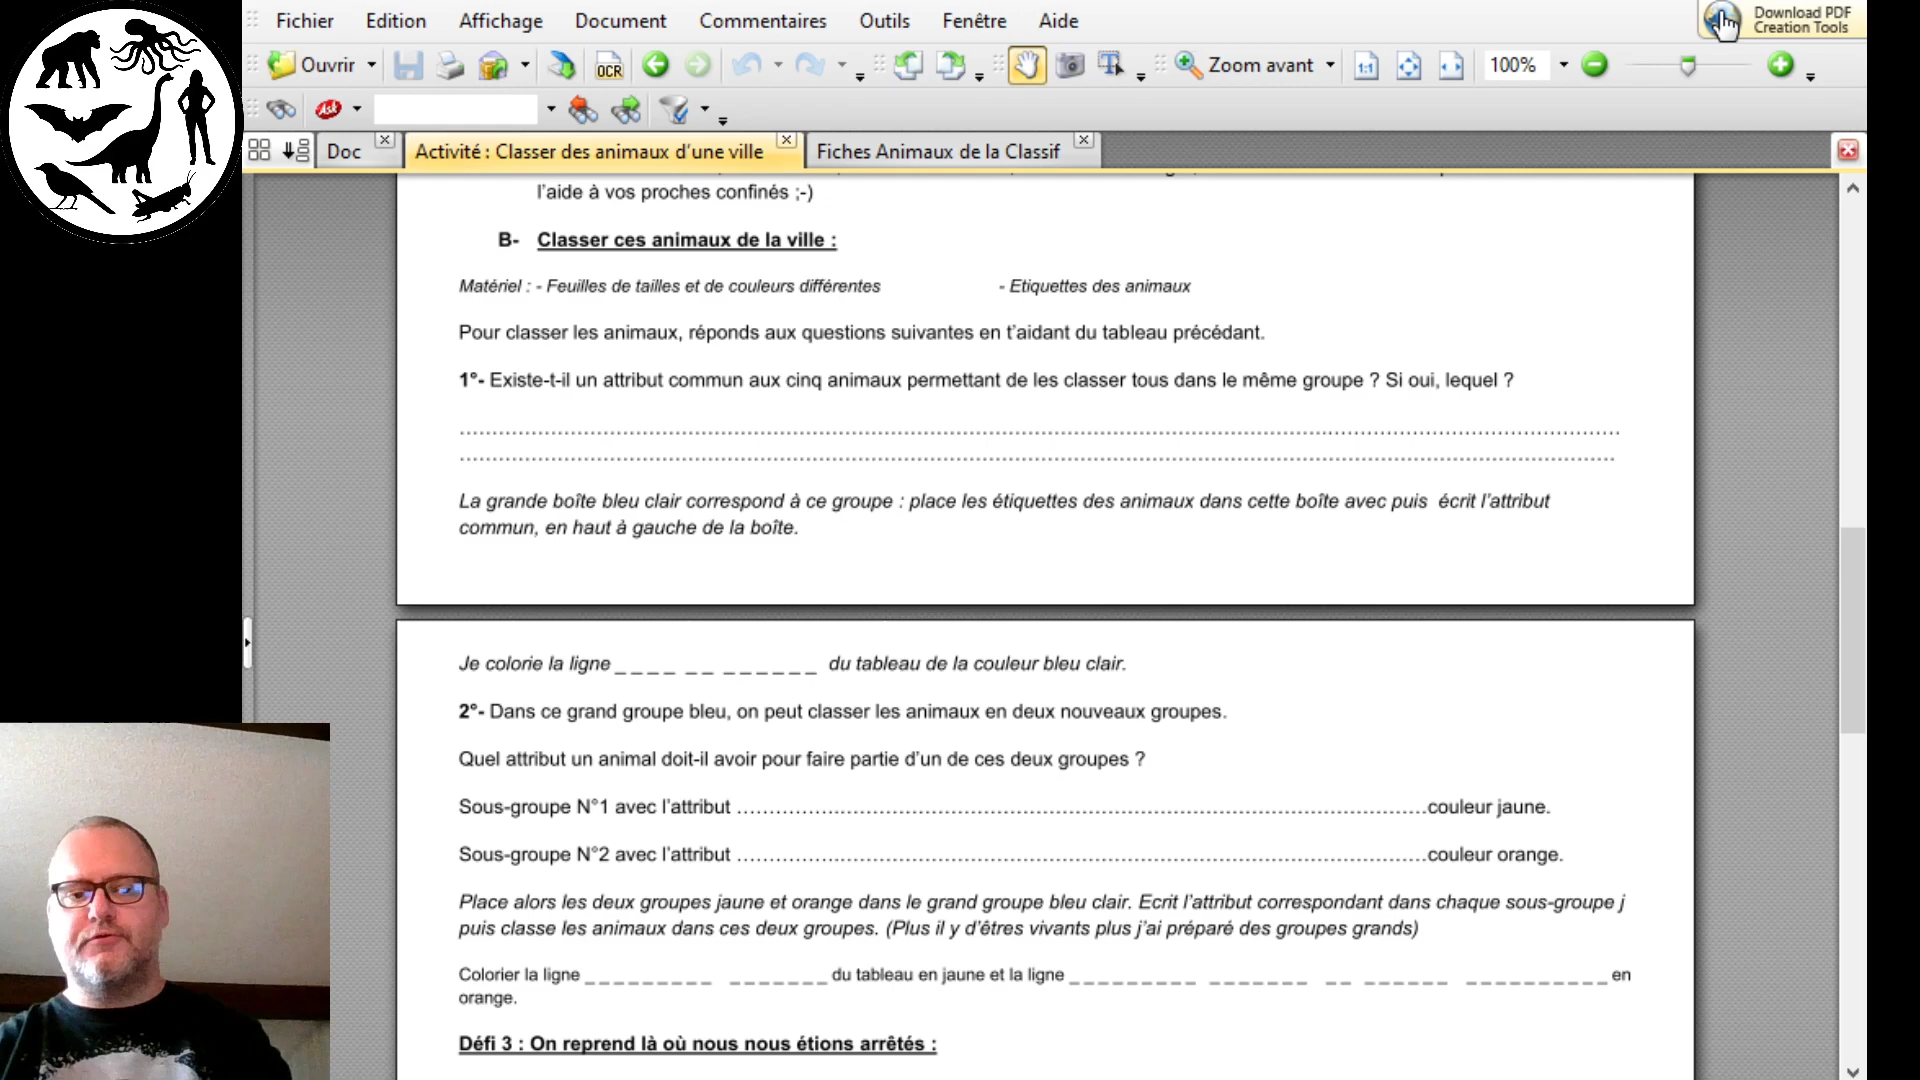 Fichier Edition Affichage Document Commentaires Outils Fenêtre Aide
Download PDF
Creation Tools
Ouvrir OCR Zoom avant 1:1 100%
Ask
Doc Activité : Classer des animaux d'une ville Fiches Animaux de la Classif
l'aide à vos proches confinés ;-)
B- Classer ces animaux de la ville :
Matériel : - Feuilles de tailles et de couleurs différentes - Etiquettes des animaux
Pour classer les animaux, réponds aux questions suivantes en t'aidant du tableau précédant.
1°- Existe-t-il un attribut commun aux cinq animaux permettant de les classer tous dans le même groupe ? Si oui, lequel ?
La grande boîte bleu clair correspond à ce groupe : place les étiquettes des animaux dans cette boîte avec puis écrit l'attribut
commun, en haut à gauche de la boîte.
Je colorie la ligne _ _ _ _ _ _ _ _ _ _ _ _ du tableau de la couleur bleu clair.
2°- Dans ce grand groupe bleu, on peut classer les animaux en deux nouveaux groupes.
Quel attribut un animal doit-il avoir pour faire partie d'un de ces deux groupes ?
Sous-groupe N°1 avec l'attribut ........................ couleur jaune.
Sous-groupe N°2 avec l'attribut ........................ couleur orange.
Place alors les deux groupes jaune et orange dans le grand groupe bleu clair. Ecrit l'attribut correspondant dans chaque sous-groupe j
puis classe les animaux dans ces deux groupes. (Plus il y d'êtres vivants plus j'ai préparé des groupes grands)
Colorier la ligne _ _ _ _ _ _ _ _ _ _ _ _ _ _ _ _ du tableau en jaune et la ligne _ _ _ _ _ _ _ _ _ _ _ _ _ _ _ _ _ _ _ _ _ _ _ _ _ _ _ _ _ _ _ _ _ _ en
orange.
Défi 3 : On reprend là où nous nous étions arrêtés :